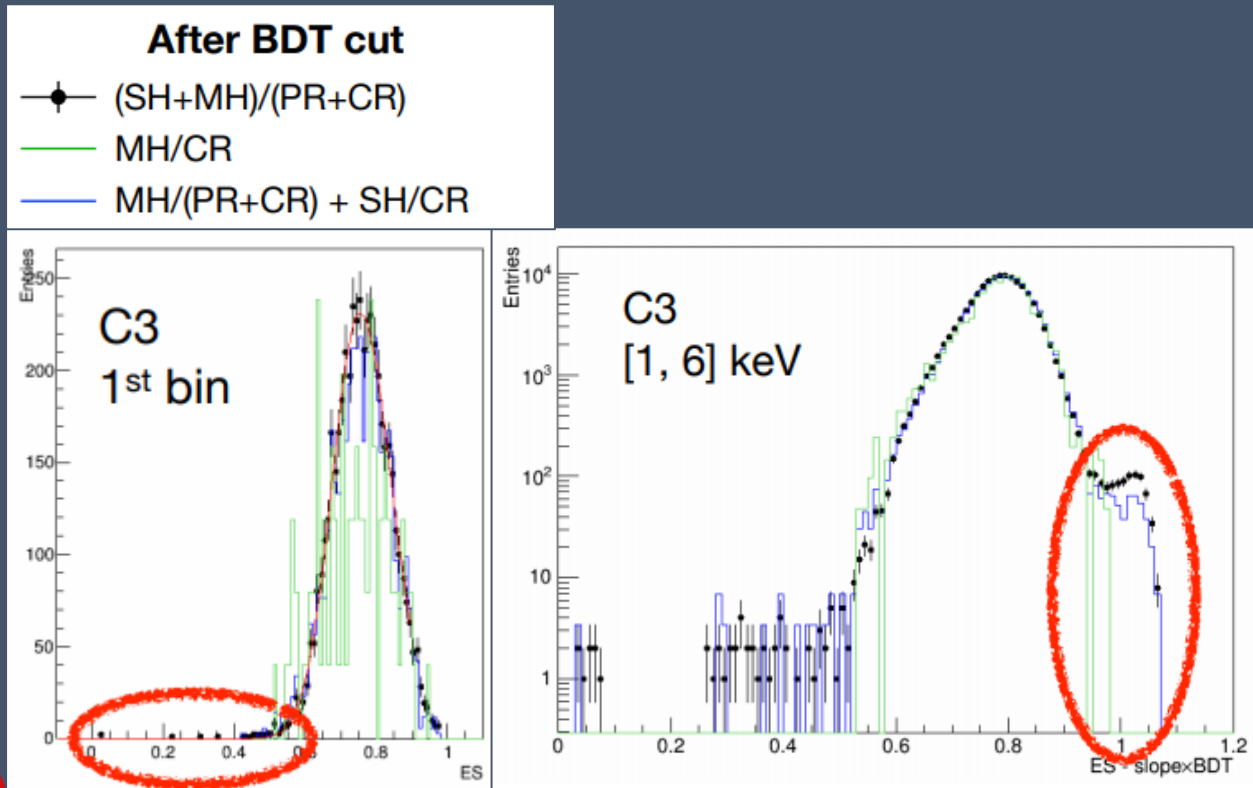 After BDT cut
(SH+MH)/(PR+CR)
MH/CR
MH/(PR+CR) + SH/CR
Entries
250
200
150
100
50
0
C3
1st bin
0.2
0.4
0.8
1
ES
Entries
10⁴
10³
10²
10
1
C3
[1, 6] keV
0
0.2
0.4
0.6
0.8
1
1.2
ES - slope×BDT